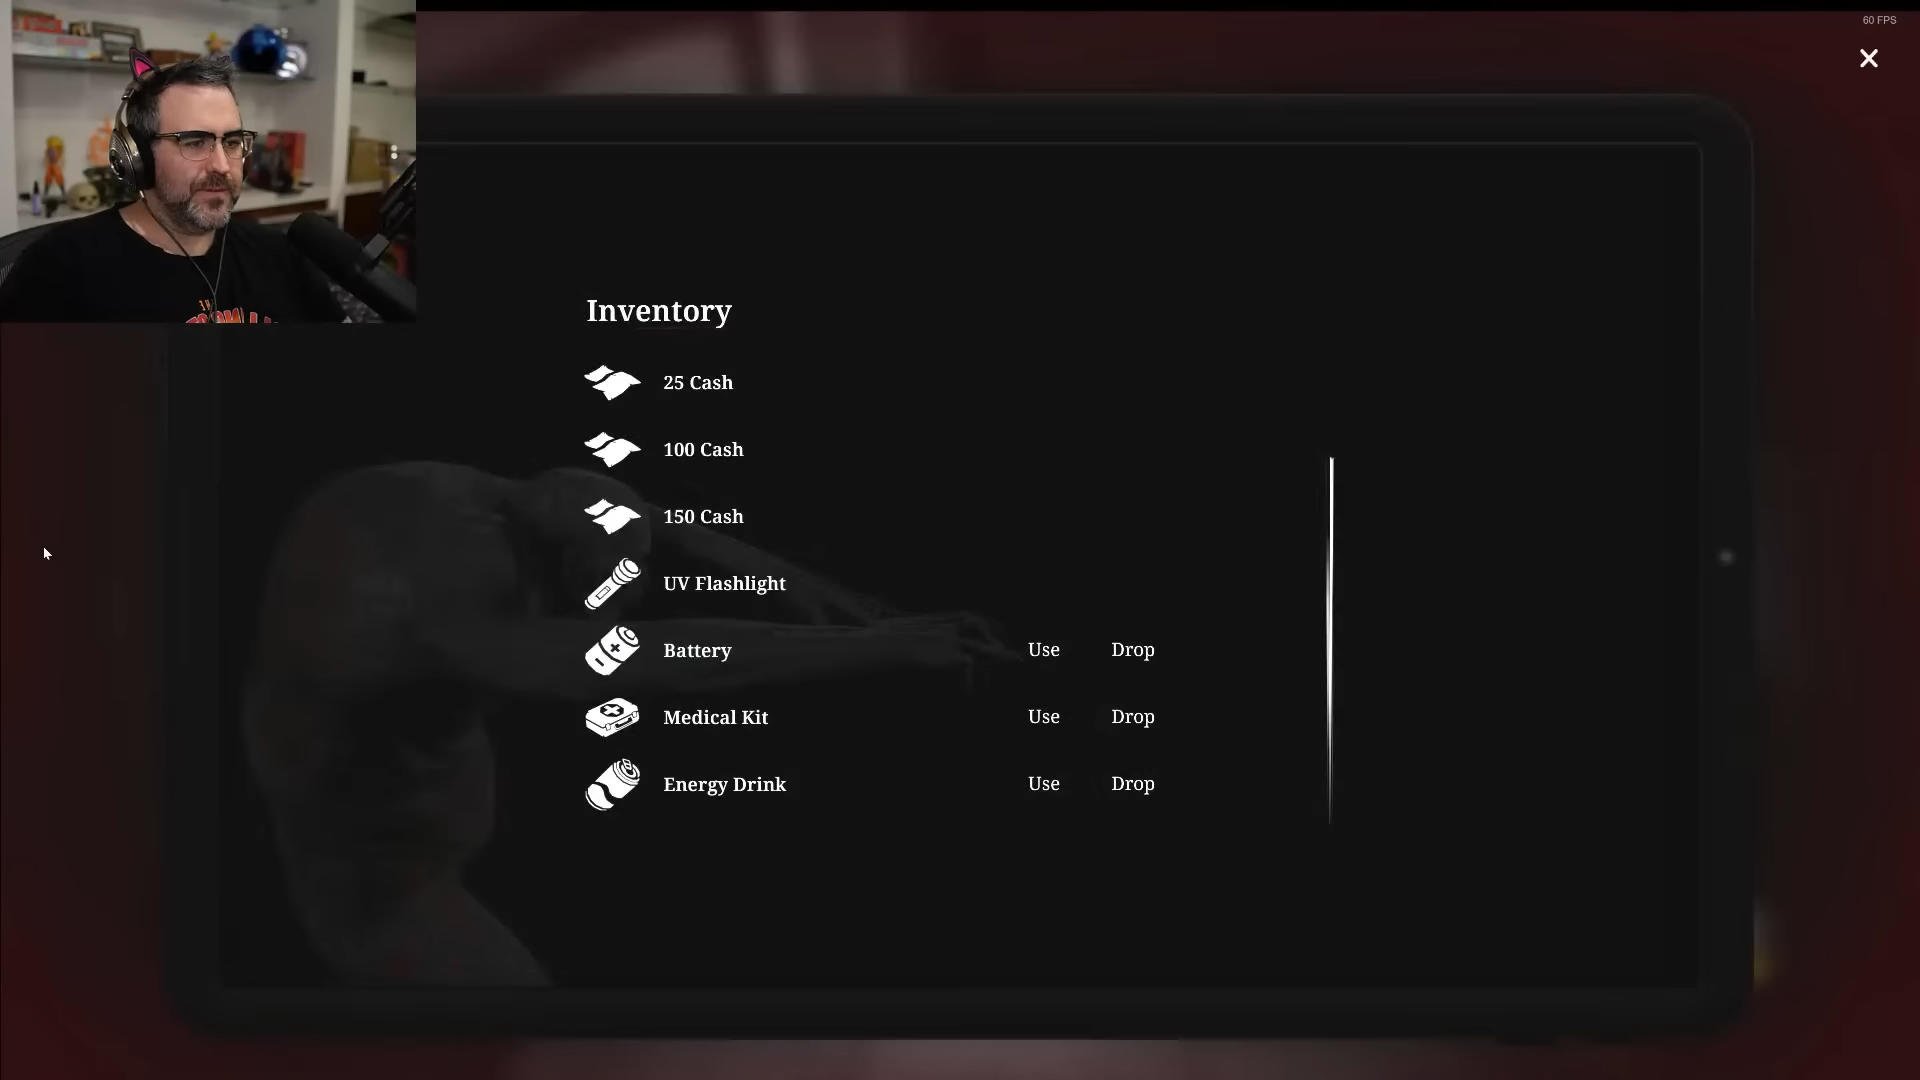 60 FPS
Inventory
25 Cash
100 Cash
150 Cash
UV Flashlight
Battery Use Drop
Medical Kit Use Drop
Energy Drink Use Drop